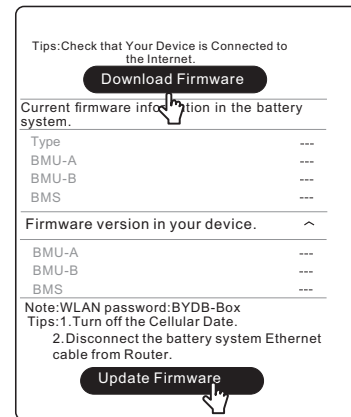 Tips:Check that Your Device is Connected to
the Internet.
Download Firmware
Current firmware information in the battery
system.
Type ---
BMU-A ---
BMU-B ---
BMS ---
Firmware version in your device.
BMU-A ---
BMU-B ---
BMS ---
Note:WLAN password:BYDB-Box
Tips:1.Turn off the Cellular Date.
2.Disconnect the battery system Ethernet
cable from Router.
Update Firmware